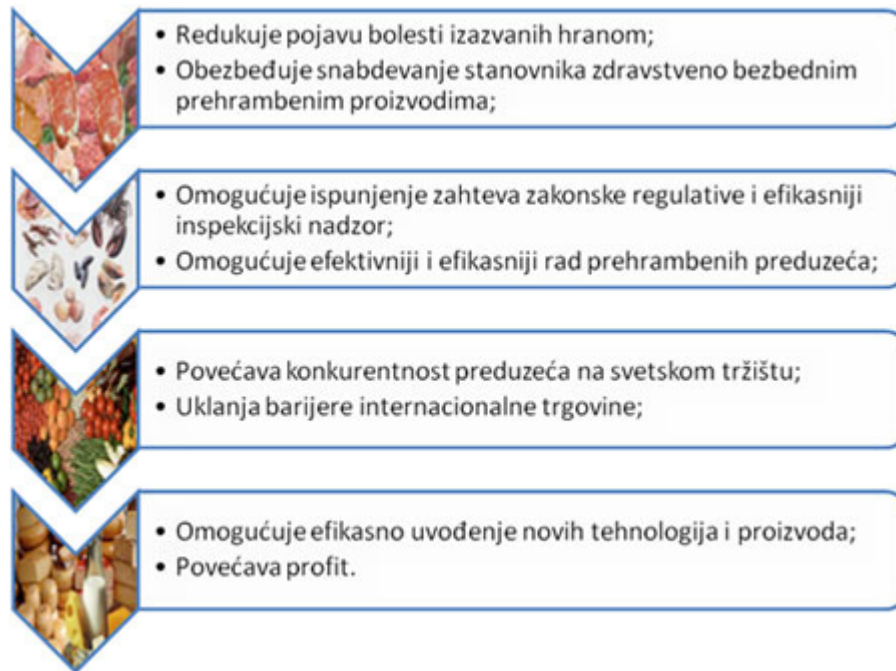 • Redukuje pojavu bolesti izazvanih hranom;
• Obezbeđuje snabdevanje stanovnika zdravstveno bezbednim
prehrambenim proizvodima;
• Omogućuje ispunjenje zahteva zakonske regulative i efikasniji
inspekcijski nadzor;
• Omogućuje efektivniji i efikasniji rad prehrambenih preduzeća;
• Povećava konkurentnost preduzeća na svetskom tržištu;
• Uklanja barijere internacionalne trgovine;
• Omogućuje efikasno uvođenje novih tehnologija i proizvoda;
• Povećava profit.